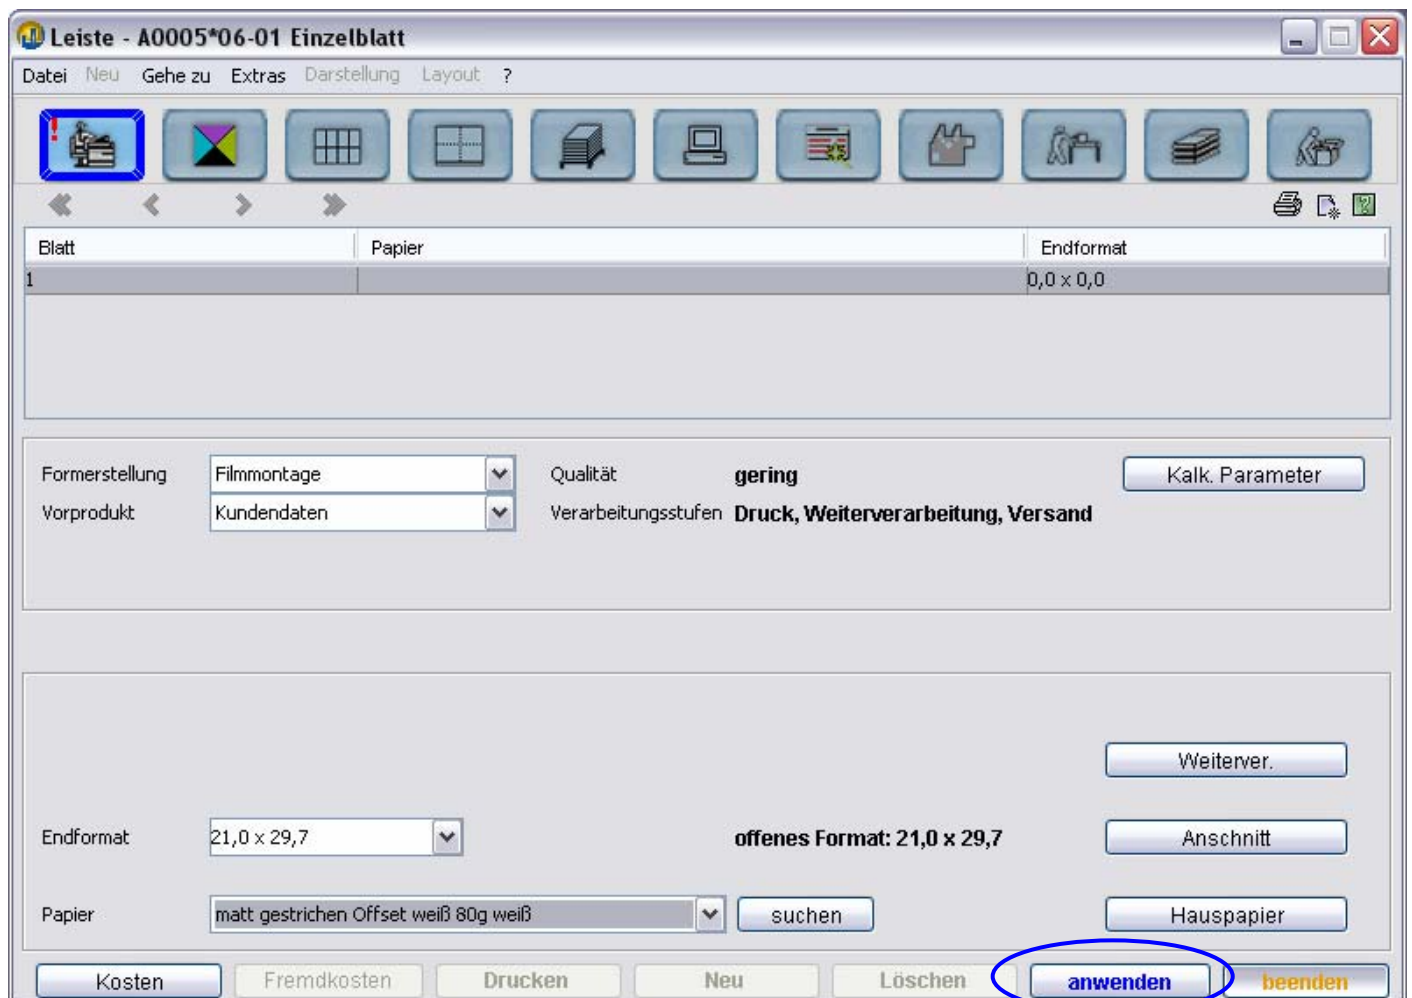 Leiste - A0005*06-01 Einzelblatt
Datei Neu Gehe zu Extras Darstellung Layout ?
Blatt Papier Endformat
1 0,0 x 0,0
Formerstellung Filmmontage Qualität gering Kalk. Parameter
Vorprodukt Kundendaten Verarbeitungsstufen Druck, Weiterverarbeitung, Versand
Weiterver.
Endformat 21,0 x 29,7 offenes Format: 21,0 x 29,7 Anschnitt
Papier matt gestrichen Offset weiß 80g weiß suchen Hauspapier
Kosten Fremdkosten Drucken Neu Löschen anwenden beenden